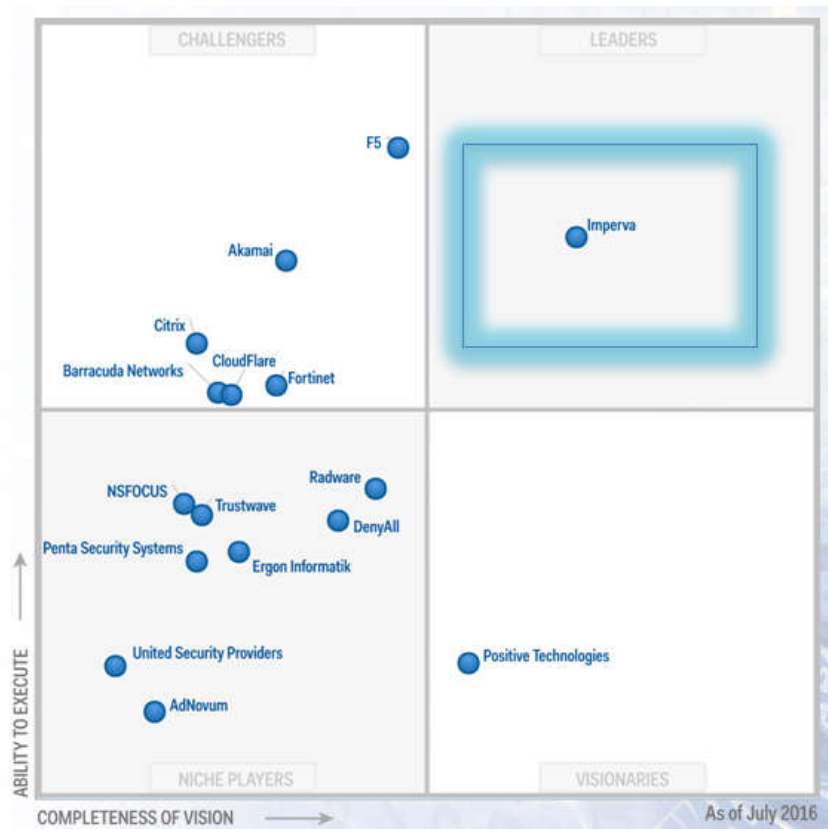 CHALLENGERS
LEADERS
F5
Imperva
Akamai
Citrix
CloudFlare
Barracuda Networks
Fortinet
Radware
NSFOCUS
Trustwave
DenyAll
Penta Security Systems
Ergon Informatik
United Security Providers
Positive Technologies
AdNovum
NICHE PLAYERS
VISIONARIES
ABILITY TO EXECUTE
COMPLETENESS OF VISION
As of July 2016